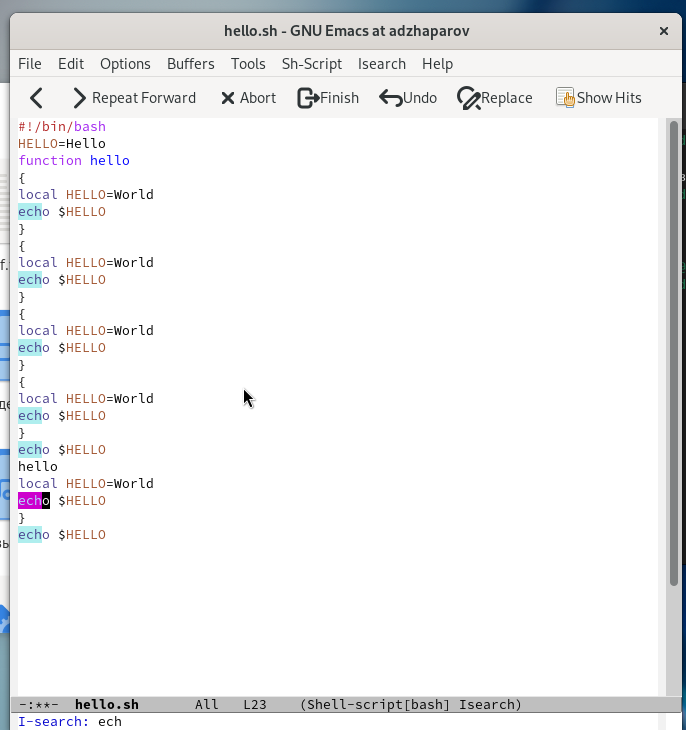 hello.sh - GNU Emacs at adzhaparov
File Edit Options Buffers Tools Sh-Script Isearch Help
Repeat Forward Abort Finish Undo Replace Show Hits
#!/bin/bash
HELLO=Hello
function hello
{
local HELLO=World
echo $HELLO
}
{
local HELLO=World
echo $HELLO
}
{
local HELLO=World
echo $HELLO
}
{
local HELLO=World
echo $HELLO
}
echo $HELLO
hello
local HELLO=World
echo $HELLO
}
echo $HELLO
-:**- hello.sh All L23 (Shell-script[bash] Isearch)
I-search: ech